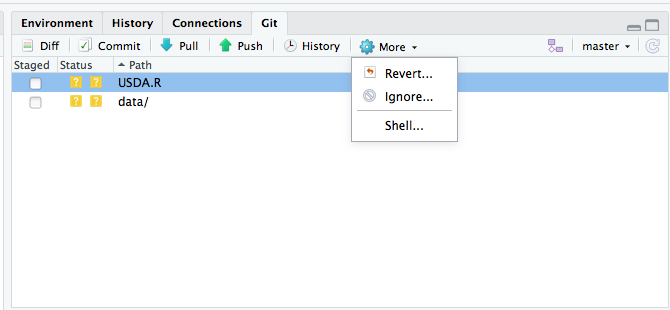 Environment History Connections Git
Diff Commit Pull Push History More master
Staged Status Path
? ? USDA.R
? ? data/
Revert...
Ignore...
Shell...